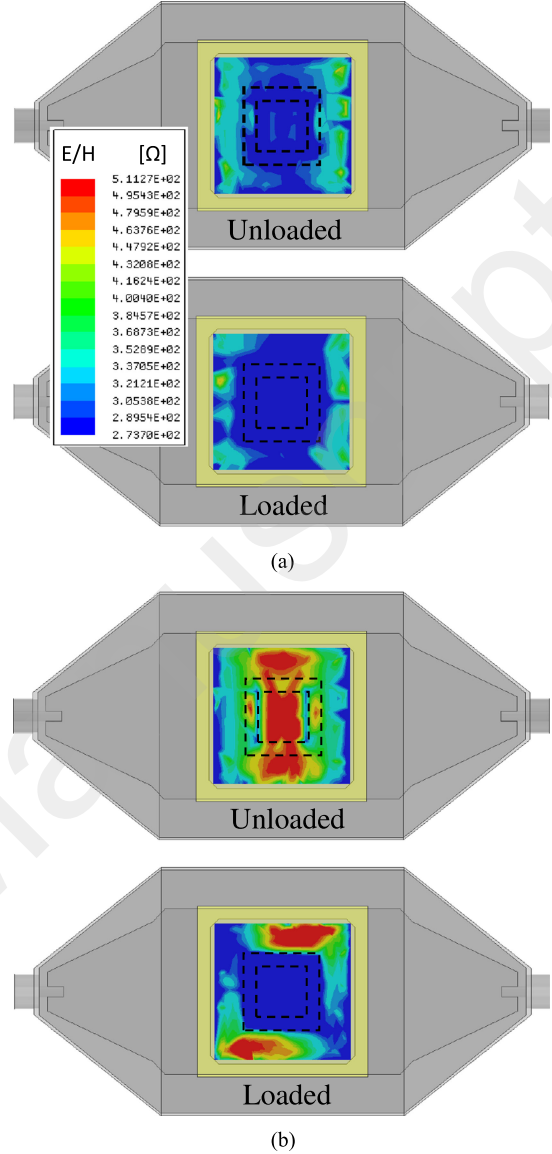 E/H [Ω]
5.1127E+02
4.9543E+02
4.7959E+02
4.6376E+02
4.4792E+02
4.3208E+02
4.1624E+02
4.0040E+02
3.8457E+02
3.6873E+02
3.5289E+02
3.3705E+02
3.2121E+02
3.0538E+02
2.8954E+02
2.7370E+02
Unloaded
Loaded
(a)
Unloaded
Loaded
(b)